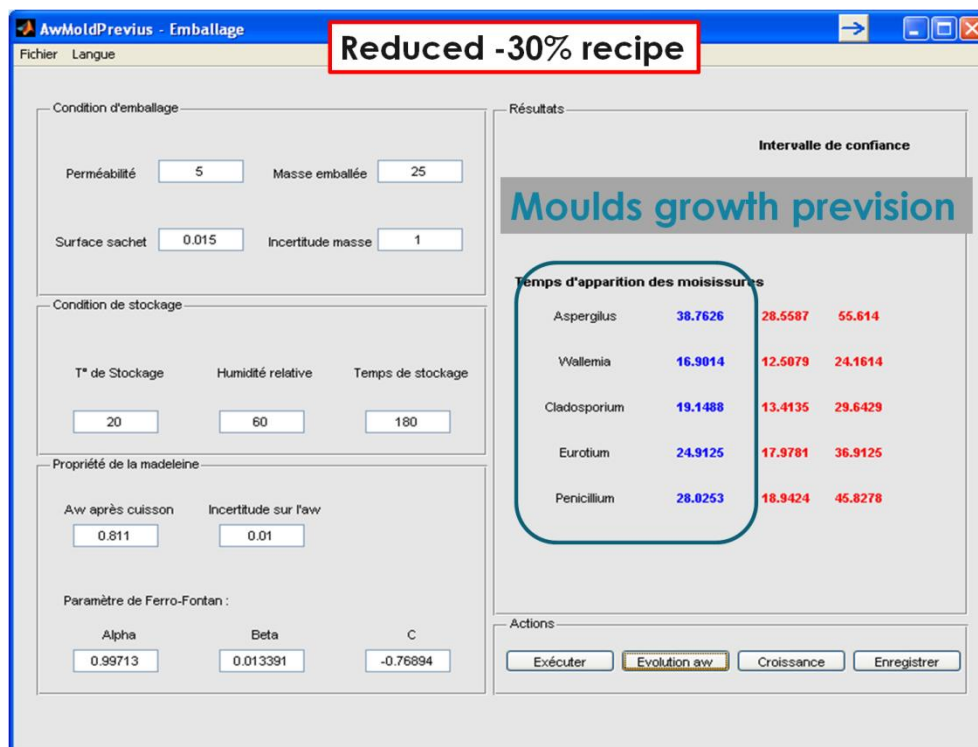 AwMoldPrevius - Emballage
Fichier Langue
Reduced -30% recipe
Condition d'emballage
Perméabilité 5 Masse emballée 25
Surface sachet 0.015 Incertitude masse 1
Condition de stockage
T° de Stockage Humidité relative Temps de stockage
20 60 180
Propriété de la madeleine
Aw après cuisson Incertitude sur l'aw
0.811 0.01
Paramètre de Ferro-Fontan :
Alpha Beta C
0.99713 0.013391 -0.76894
Résultats
Intervalle de confiance
Moulds growth prevision
Temps d'apparition des moisissures
Aspergilus 38.7626 28.5587 55.614
Wallemia 16.9014 12.5079 24.1614
Cladosporium 19.1488 13.4135 29.6429
Eurotium 24.9125 17.9781 36.9125
Penicillium 28.0253 18.9424 45.8278
Actions
Exécuter Evolution aw Croissance Enregistrer